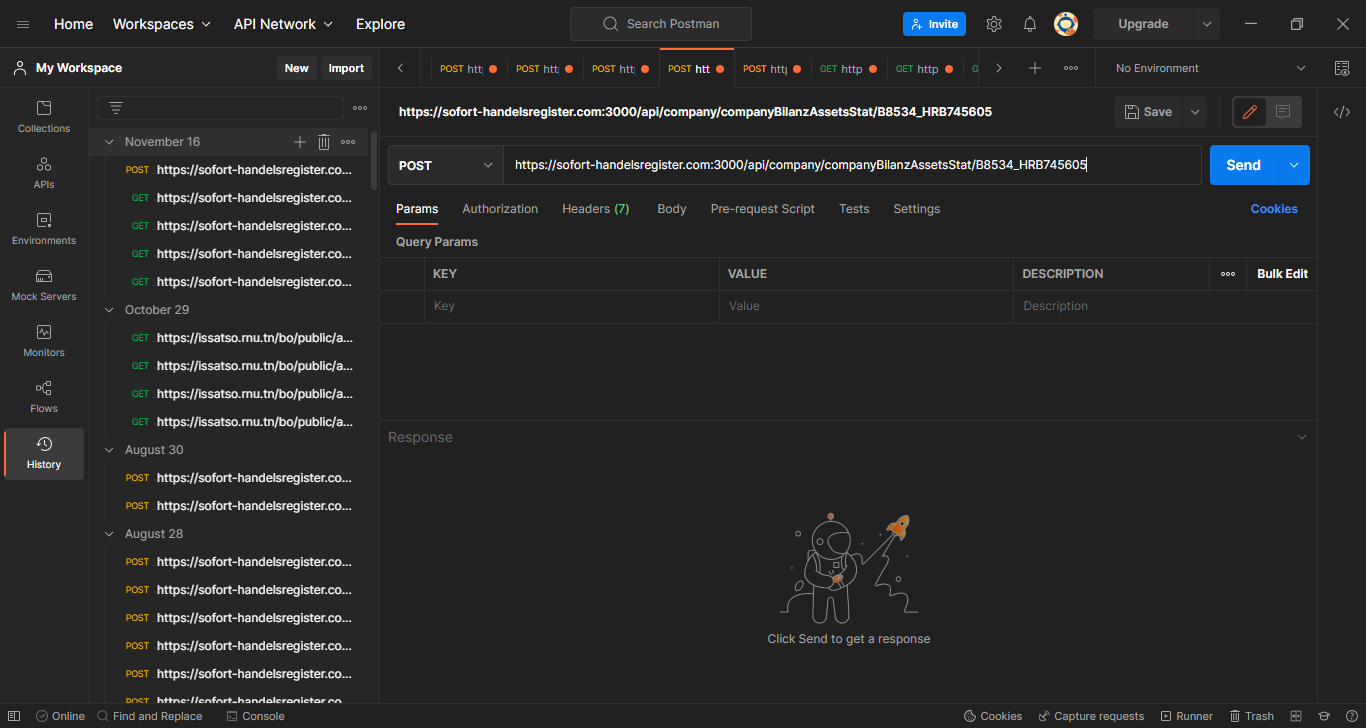 Home Workspaces API Network Explore Search Postman Invite Upgrade
My Workspace New Import POST htt POST htt POST htt POST htt POST http GET http GET http G No Environment
https://sofort-handelsregister.com:3000/api/company/companyBilanzAssetsStat/B8534_HRB745605 Save
Collections
November 16
POST https://sofort-handelsregister.co...
POST https://sofort-handelsregister.com:3000/api/company/companyBilanzAssetsStat/B8534_HRB745605 Send
APIs
GET https://sofort-handelsregister.co...
Params Authorization Headers (7) Body Pre-request Script Tests Settings Cookies
GET https://sofort-handelsregister.co...
Environments
Query Params
GET https://sofort-handelsregister.co...
KEY VALUE DESCRIPTION Bulk Edit
GET https://sofort-handelsregister.co...
Mock Servers
Key Value Description
October 29
GET https://issatso.rnu.tn/bo/public/a...
Monitors
GET https://issatso.rnu.tn/bo/public/a...
GET https://issatso.rnu.tn/bo/public/a...
Flows
GET https://issatso.rnu.tn/bo/public/a...
Response
August 30
History
POST https://sofort-handelsregister.co...
POST https://sofort-handelsregister.co...
August 28
POST https://sofort-handelsregister.co...
POST https://sofort-handelsregister.co...
POST https://sofort-handelsregister.co...
POST https://sofort-handelsregister.co...
Click Send to get a response
POST https://sofort-handelsregister.co...
POST https://sofort-handelsregister.co...
Online Find and Replace Console Cookies Capture requests Runner Trash